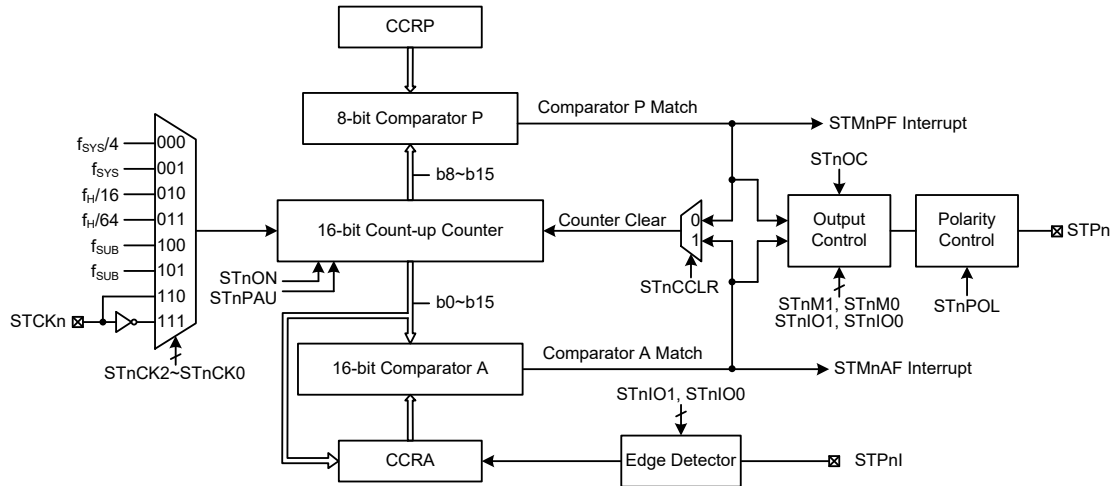 CCRP
8-bit Comparator P
Comparator P Match
STMnPF Interrupt
b8~b15
fSYS/4
000
fSYS
001
fH/16
010
fH/64
011
fSUB
100
fSUB
101
110
111
STCKn
STnCK2~STnCK0
16-bit Count-up Counter
STnON
STnPAU
Counter Clear
0
1
STnCCLR
STnOC
Output
Control
STnM1, STnM0
STnIO1, STnIO0
Polarity
Control
STnPOL
STPn
b0~b15
16-bit Comparator A
Comparator A Match
STMnAF Interrupt
STnIO1, STnIO0
CCRA
Edge Detector
STPnI